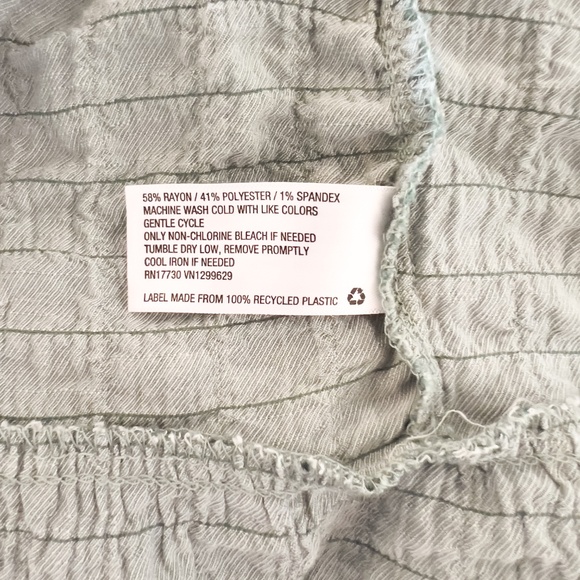 58% RAYON / 41% POLYESTER / 1% SPANDEX
MACHINE WASH COLD WITH LIKE COLORS
GENTLE CYCLE
ONLY NON-CHLORINE BLEACH IF NEEDED
TUMBLE DRY LOW, REMOVE PROMPTLY
COOL IRON IF NEEDED
RN17730 VN1299629
LABEL MADE FROM 100% RECYCLED PLASTIC